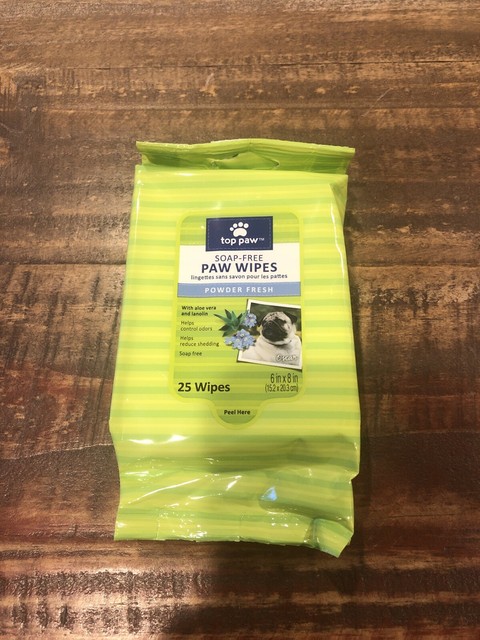 top paw™
SOAP-FREE
PAW WIPES
lingettes sans savon pour les pattes
POWDER FRESH
With aloe vera
and lanolin
Helps
control odors
Helps
reduce shedding
Soap free
25 Wipes
6 in x 8 in
(15.2 x 20.3 cm)
Peel Here